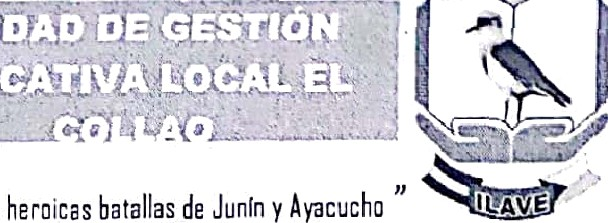 DAD DE GESTIÓN
CATIVA LOCAL EL
COLLAO
heroicas batallas de Junín y Ayacucho ”
ILAVE